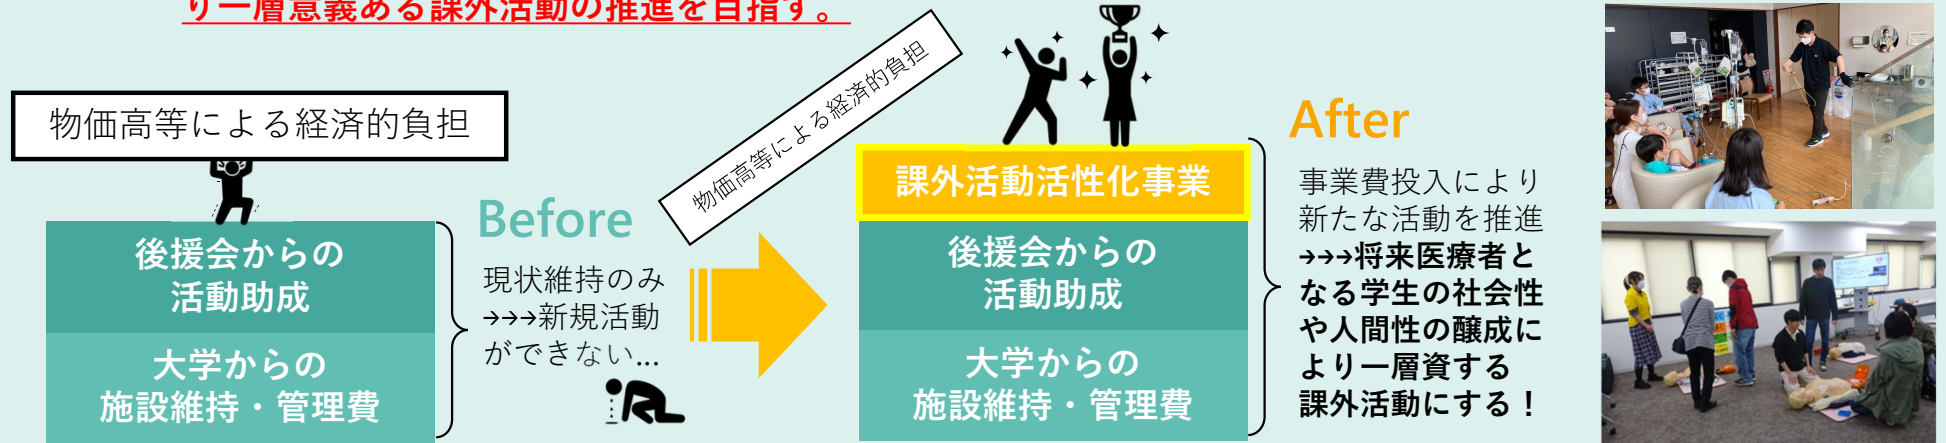 り一層意義ある課外活動の推進を目指す。
物価高等による経済的負担
後援会からの
活動助成
大学からの
施設維持・管理費
Before
現状維持のみ
→→→新規活動
ができない...
物価高等による経済的負担
課外活動活性化事業
後援会からの
活動助成
大学からの
施設維持・管理費
After
事業費投入により
新たな活動を推進
→→→将来医療者と
なる学生の社会性
や人間性の醸成に
より一層資する
課外活動にする！